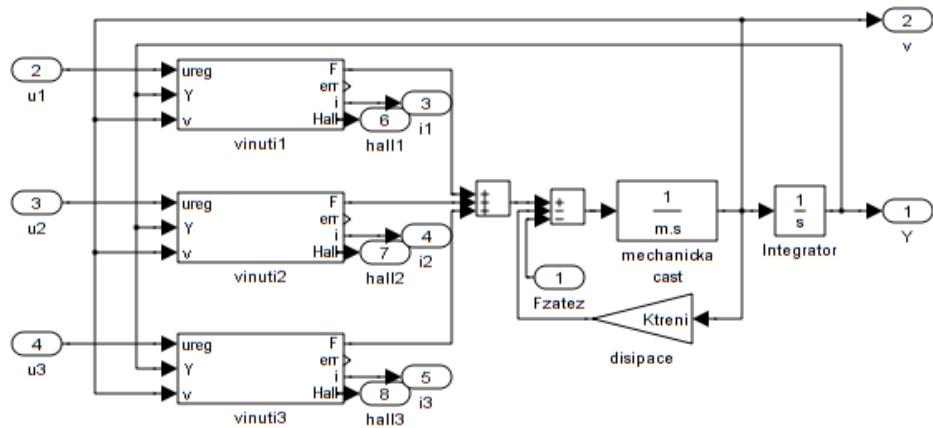 2
v
2
u1
ureg
Y
v
F
err
i
Hall
vinuti1
3
i1
6
hall1
3
u2
ureg
Y
v
F
err
i
Hall
vinuti2
4
i2
7
hall2
+
+
+
+
−
−
1
m.s
mechanicka
cast
1
s
Integrator
1
Y
1
Fzatez
Ktreni
disipace
4
u3
ureg
Y
v
F
err
i
Hall
vinuti3
5
i3
8
hall3